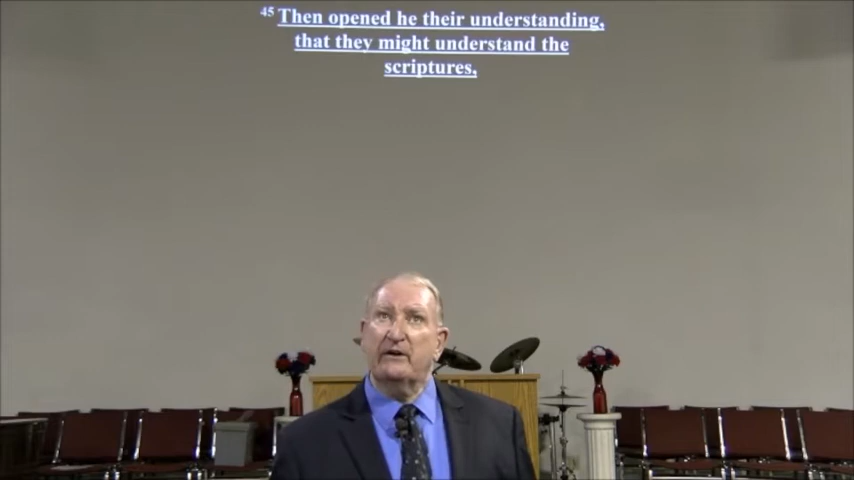 45 Then opened he their understanding,
that they might understand the
scriptures,